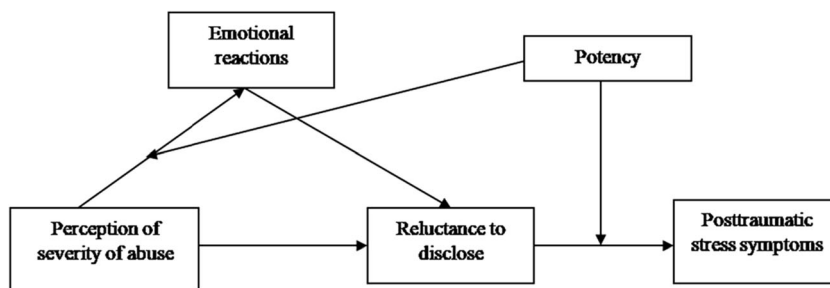 Emotional
reactions
Potency
Perception of
severity of abuse
Reluctance to
disclose
Posttraumatic
stress symptoms